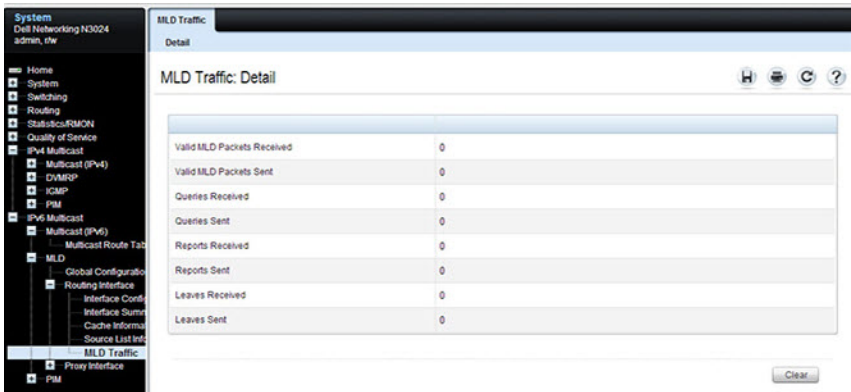 System
Dell Networking N3024
admin, r/w
Home
System
Switching
Routing
Statistics/RMON
Quality of Service
IPv4 Multicast
Multicast (IPv4)
DVMRP
IGMP
PIM
IPv6 Multicast
Multicast (IPv6)
Multicast Route Tab
MLD
Global Configuratio
Routing Interface
Interface Config
Interface Summ
Cache Informa
Source List Info
MLD Traffic
Proxy Interface
PIM
MLD Traffic
Detail
MLD Traffic: Detail
?
Valid MLD Packets Received 0
Valid MLD Packets Sent 0
Queries Received 0
Queries Sent 0
Reports Received 0
Reports Sent 0
Leaves Received 0
Leaves Sent 0
Clear